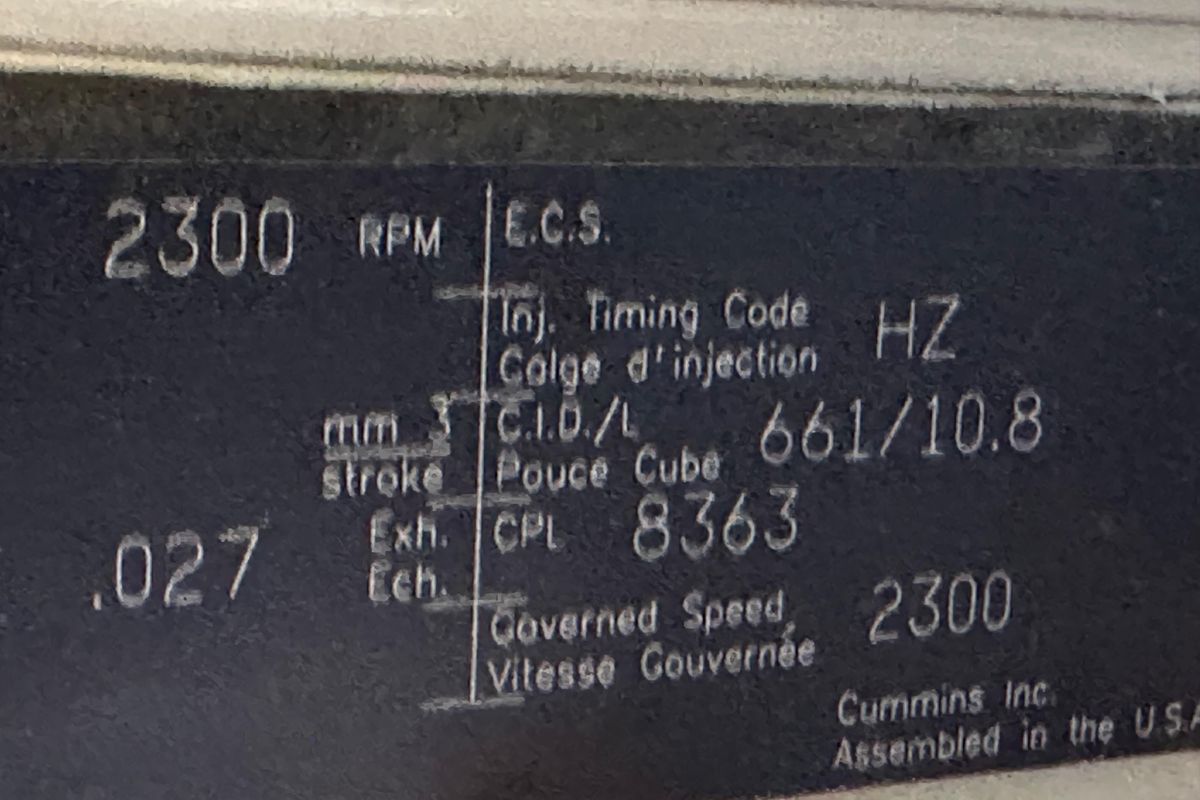 2300 RPM
mm 3
stroke
.027 Exh.
Ech.
E.C.S.
Inj. Timing Code HZ
Calge d'injection
C.I.D./L 661/10.8
Pouce Cube
CPL 8363
Governed Speed 2300
Vitesse Gouvernée
Cummins Inc.
Assembled in the U.S.A